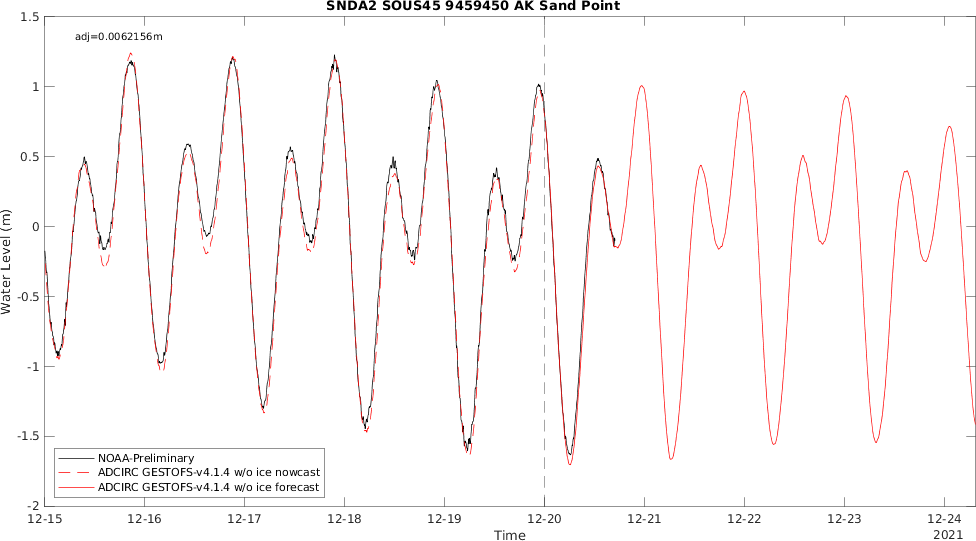 SNDA2 SOUS45 9459450 AK Sand Point
adj=0.0062156m
1.5
1
0.5
0
-0.5
-1
-1.5
-2
Water Level (m)
NOAA-Preliminary
ADCIRC GESTOFS-v4.1.4 w/o ice nowcast
ADCIRC GESTOFS-v4.1.4 w/o ice forecast
12-15 12-16 12-17 12-18 12-19 12-20 12-21 12-22 12-23 12-24
Time
2021